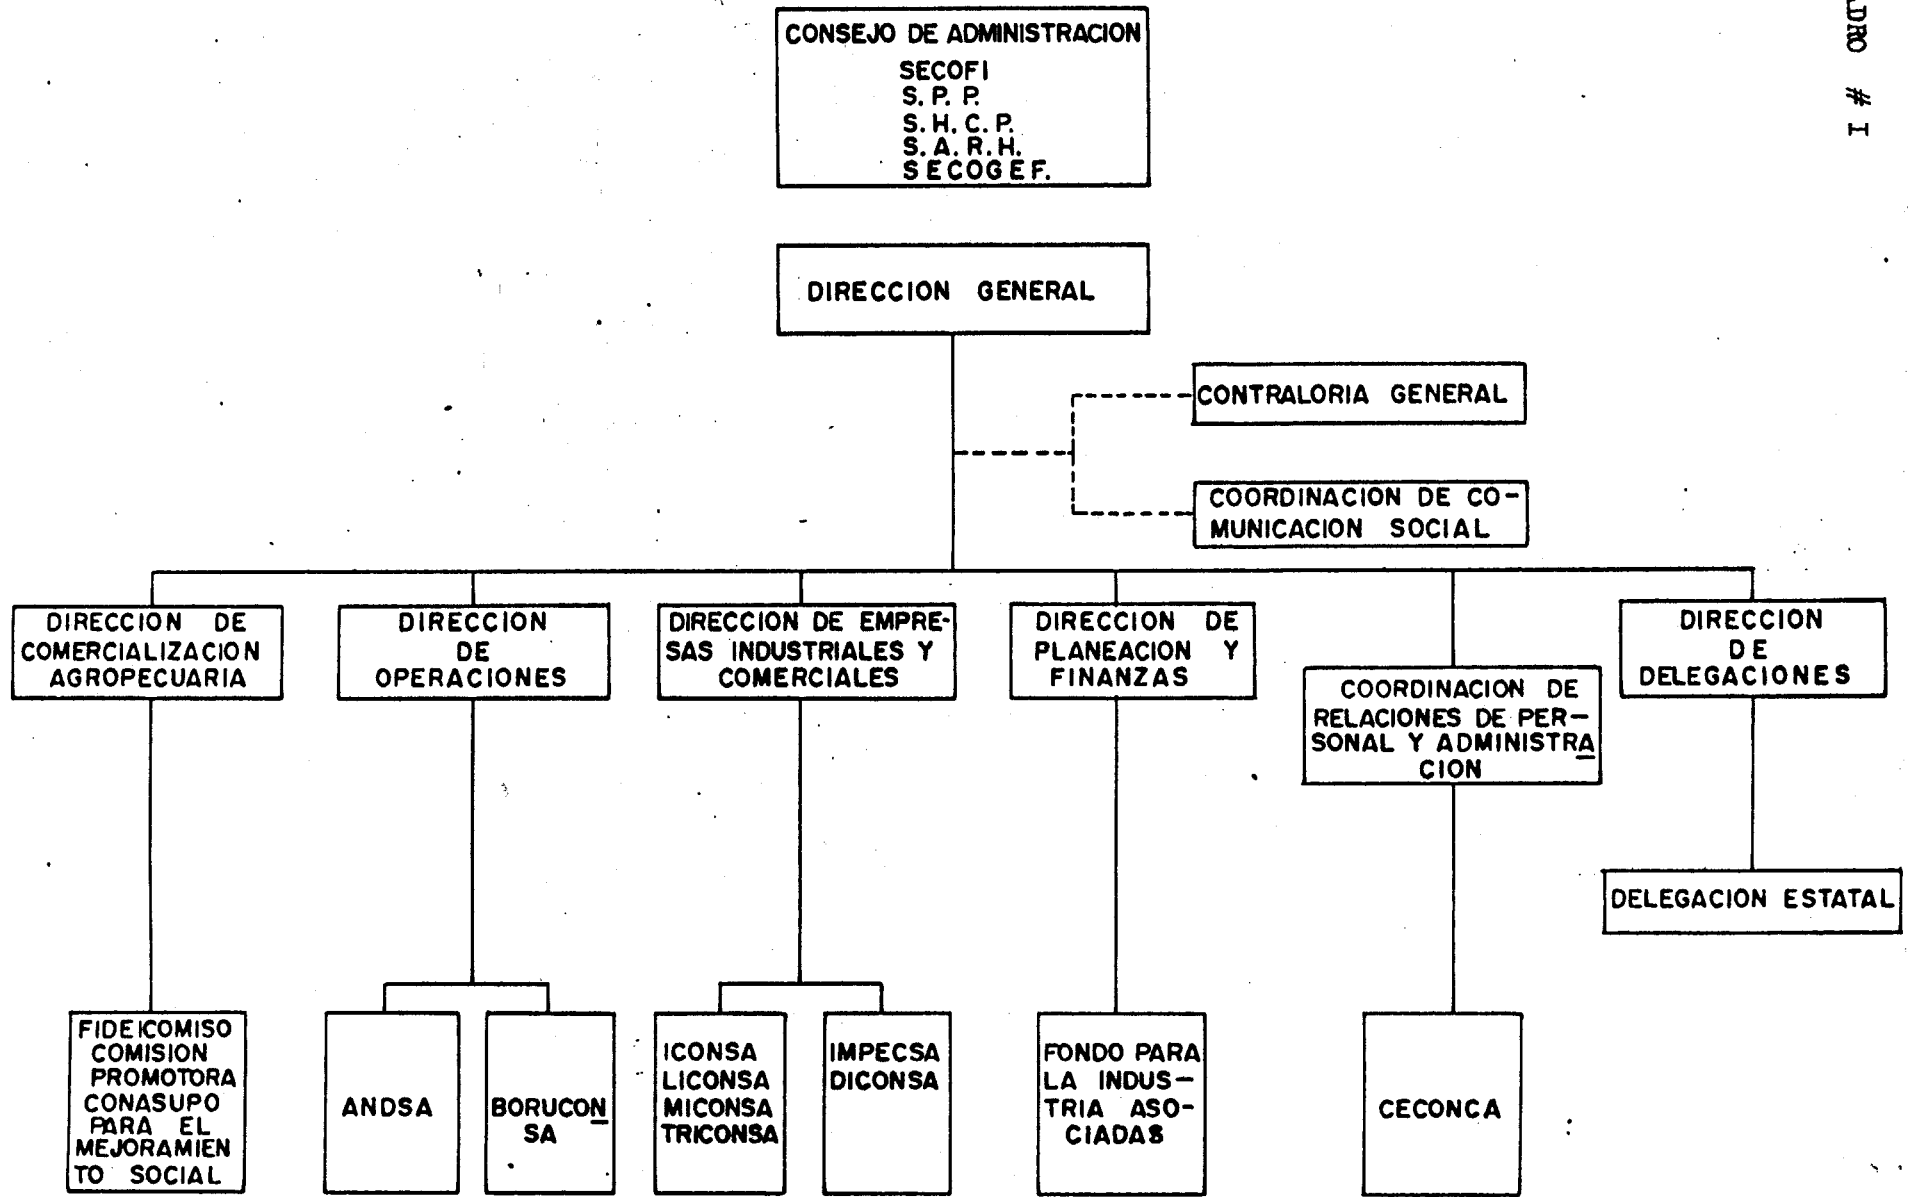 LDRO # I
CONSEJO DE ADMINISTRACION
SECOFI
S. P. P.
S. H. C. P.
S. A. R. H.
SECOGEF.
DIRECCION GENERAL
CONTRALORIA GENERAL
COORDINACION DE CO-
MUNICACION SOCIAL
DIRECCION DE
COMERCIALIZACION
AGROPECUARIA
DIRECCION
DE
OPERACIONES
DIRECCION DE EMPRE-
SAS INDUSTRIALES Y
COMERCIALES
DIRECCION DE
PLANEACION Y
FINANZAS
COORDINACION DE
RELACIONES DE PER-
SONAL Y ADMINISTRA
CION
DIRECCION
DE
DELEGACIONES
DELEGACION ESTATAL
FIDEICOMISO
COMISION
PROMOTORA
CONASUPO
PARA EL
MEJORAMIEN
TO SOCIAL
ANDSA
BORUCON
SA
ICONSA
LICONSA
MICONSA
TRICONSA
IMPECSA
DICONSA
FONDO PARA
LA INDUS-
TRIA ASO-
CIADAS
CECONCA